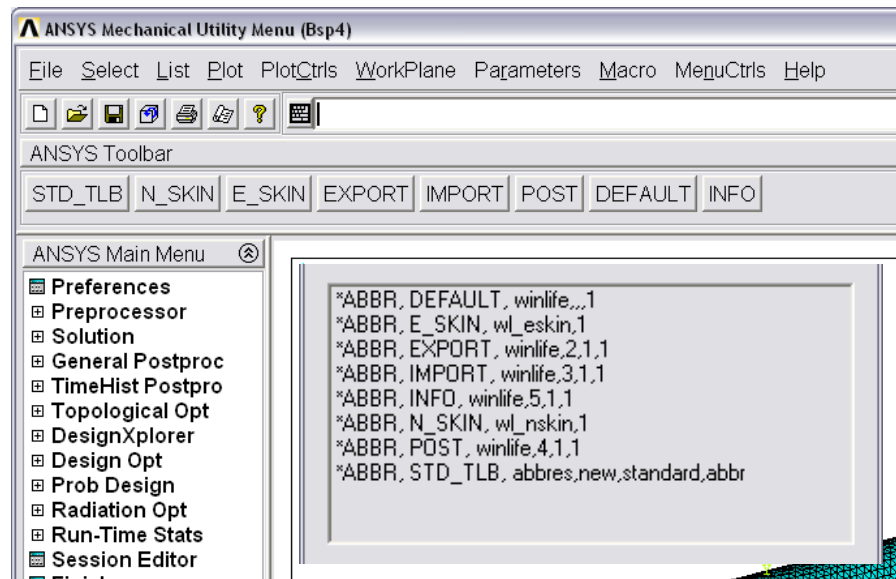 ANSYS Mechanical Utility Menu (Bsp4)
File Select List Plot PlotCtrls WorkPlane Parameters Macro MenuCtrls Help
ANSYS Toolbar
STD_TLB N_SKIN E_SKIN EXPORT IMPORT POST DEFAULT INFO
ANSYS Main Menu
Preferences
Preprocessor
Solution
General Postproc
TimeHist Postpro
Topological Opt
DesignXplorer
Design Opt
Prob Design
Radiation Opt
Run-Time Stats
Session Editor
*ABBR, DEFAULT, winlife,,,1
*ABBR, E_SKIN, wl_eskin,1
*ABBR, EXPORT, winlife,2,1,1
*ABBR, IMPORT, winlife,3,1,1
*ABBR, INFO, winlife,5,1,1
*ABBR, N_SKIN, wl_nskin,1
*ABBR, POST, winlife,4,1,1
*ABBR, STD_TLB, abbres,new,standard,abbr
Y